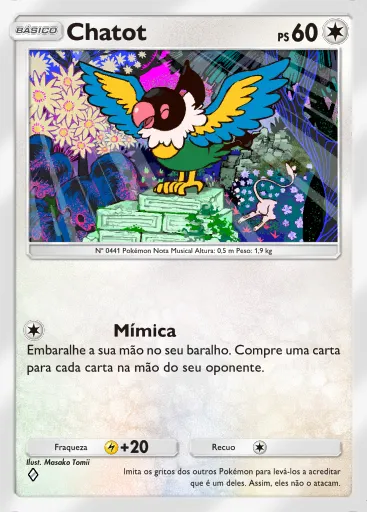 BÁSICO Chatot PS 60
Nº 0441 Pokémon Nota Musical Altura: 0,5 m Peso: 1,9 kg
Mímica
Embaralhe a sua mão no seu baralho. Compre uma carta
para cada carta na mão do seu oponente.
Fraqueza +20 Recuo
Ilust. Masako Tomii
Imita os gritos dos outros Pokémon para levá-los a acreditar
que é um deles. Assim, eles não o atacam.